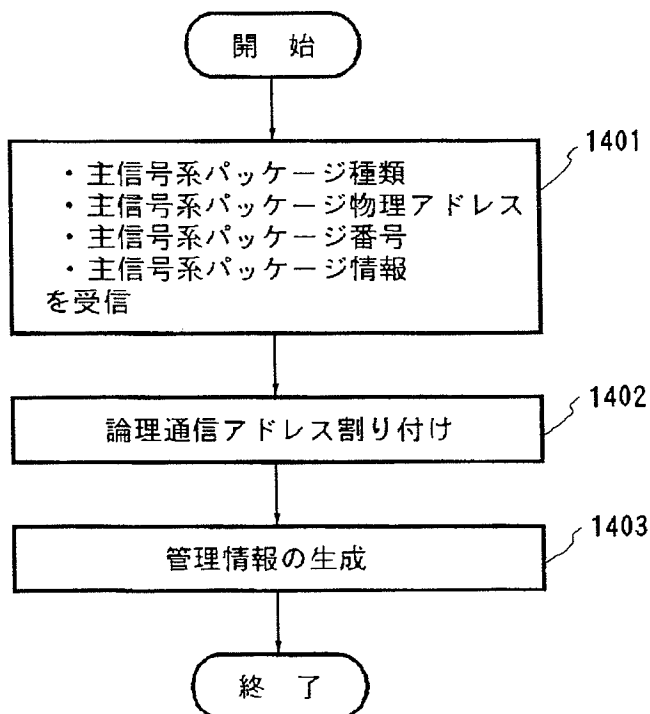 開 始
1401
・主信号系パッケージ種類
・主信号系パッケージ物理アドレス
・主信号系パッケージ番号
・主信号系パッケージ情報
を受信
1402
論理通信アドレス割り付け
1403
管理情報の生成
終 了